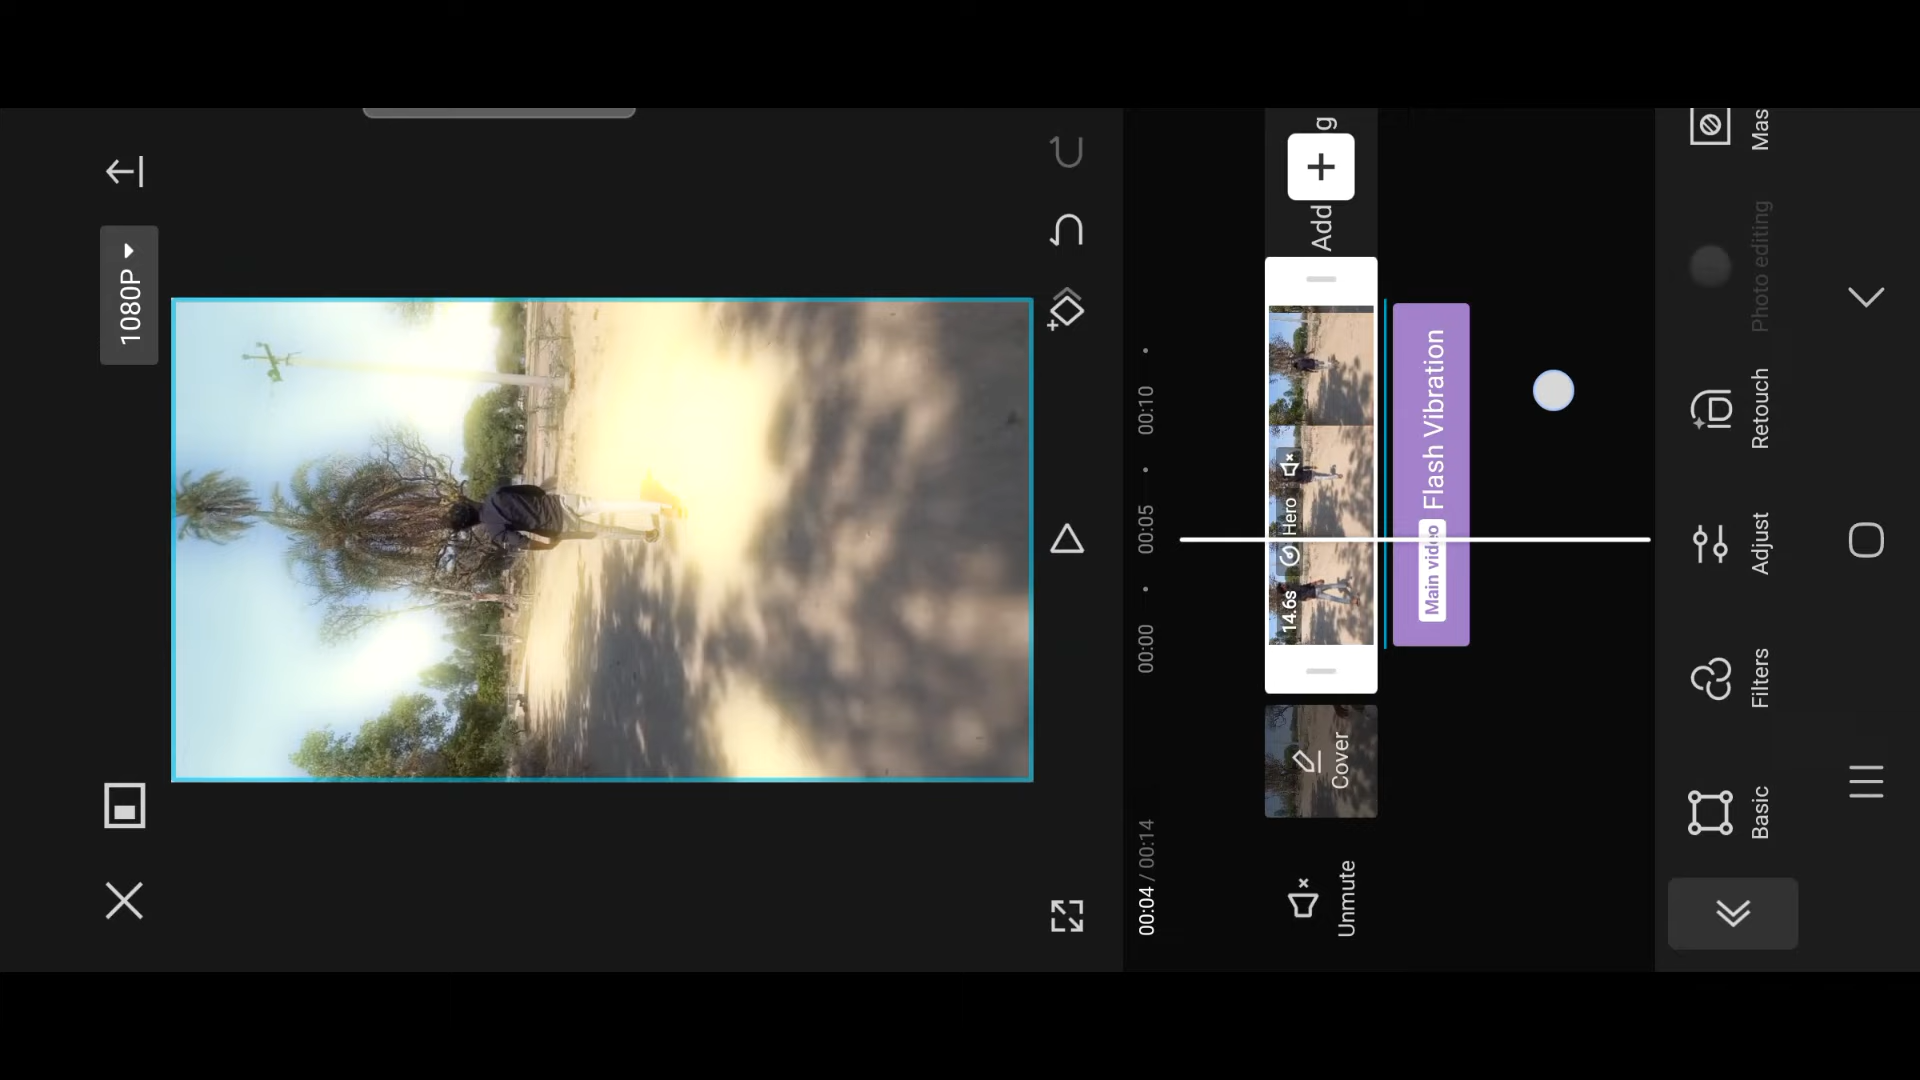 1080P
00:04 / 00:14
00:00
00:05
00:10
Unmute
Cover
14.6s
Hero
Add
g
Main video
Flash Vibration
Basic
Filters
Adjust
Retouch
Photo editing
Mas